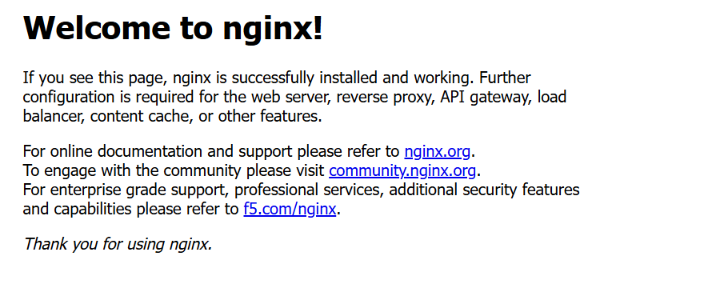 Welcome to nginx!
If you see this page, nginx is successfully installed and working. Further
configuration is required for the web server, reverse proxy, API gateway, load
balancer, content cache, or other features.
For online documentation and support please refer to nginx.org.
To engage with the community please visit community.nginx.org.
For enterprise grade support, professional services, additional security features
and capabilities please refer to f5.com/nginx.
Thank you for using nginx.